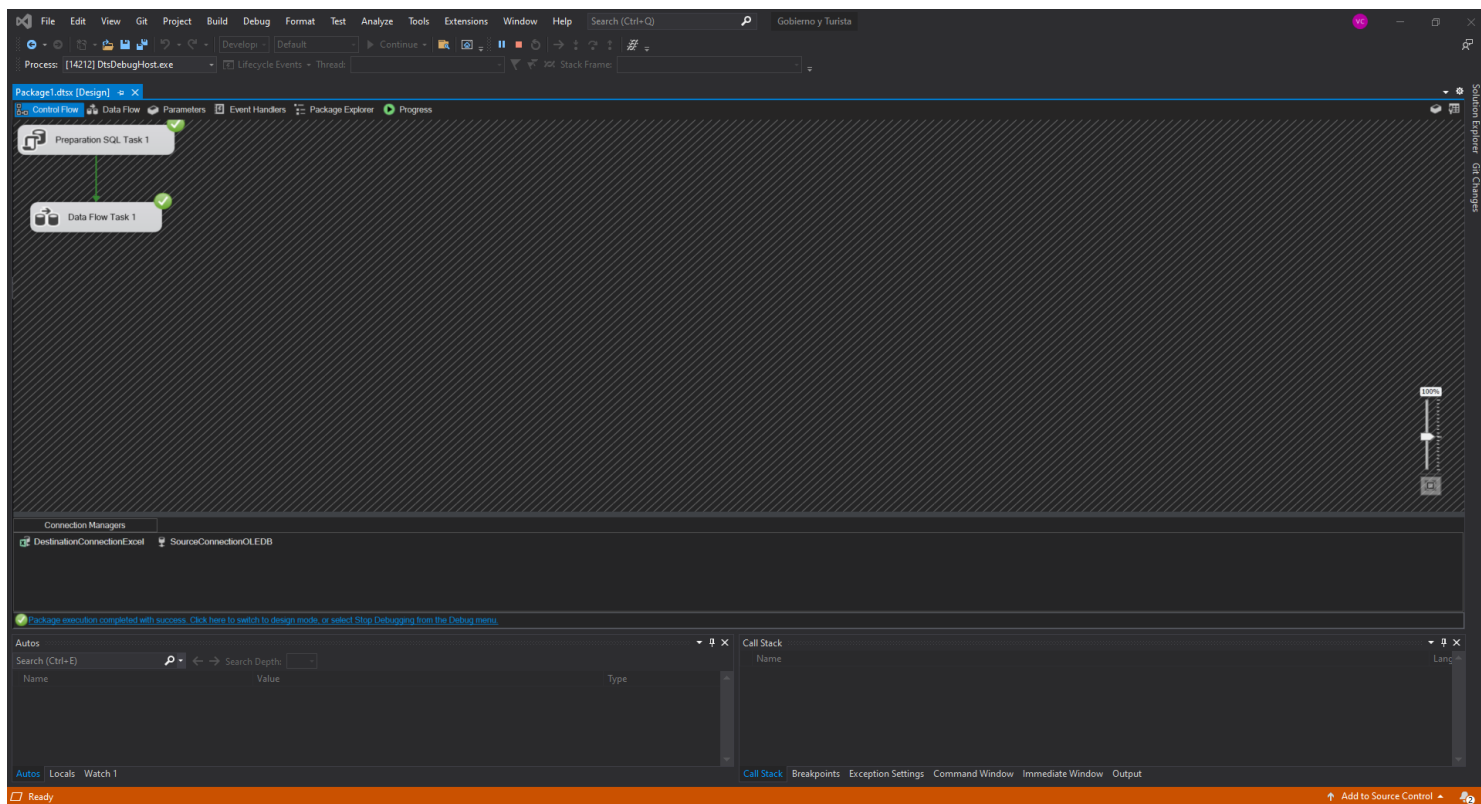 File Edit View Git Project Build Debug Format Test Analyze Tools Extensions Window Help Search (Ctrl+Q) Gobierno y Turista VC
Developi Default Continue
Process: [14212] DtsDebugHost.exe Lifecycle Events Thread: Stack Frame:
Package1.dtsx [Design]
Control Flow Data Flow Parameters Event Handlers Package Explorer Progress
Solution Explorer
Git Changes
Preparation SQL Task 1
Data Flow Task 1
100%
Connection Managers
DestinationConnectionExcel SourceConnectionOLEDB
Package execution completed with success. Click here to switch to design mode, or select Stop Debugging from the Debug menu.
Autos
Search (Ctrl+E) Search Depth:
Name Value Type
Autos Locals Watch 1
Call Stack
Name Lang
Call Stack Breakpoints Exception Settings Command Window Immediate Window Output
Ready Add to Source Control 2